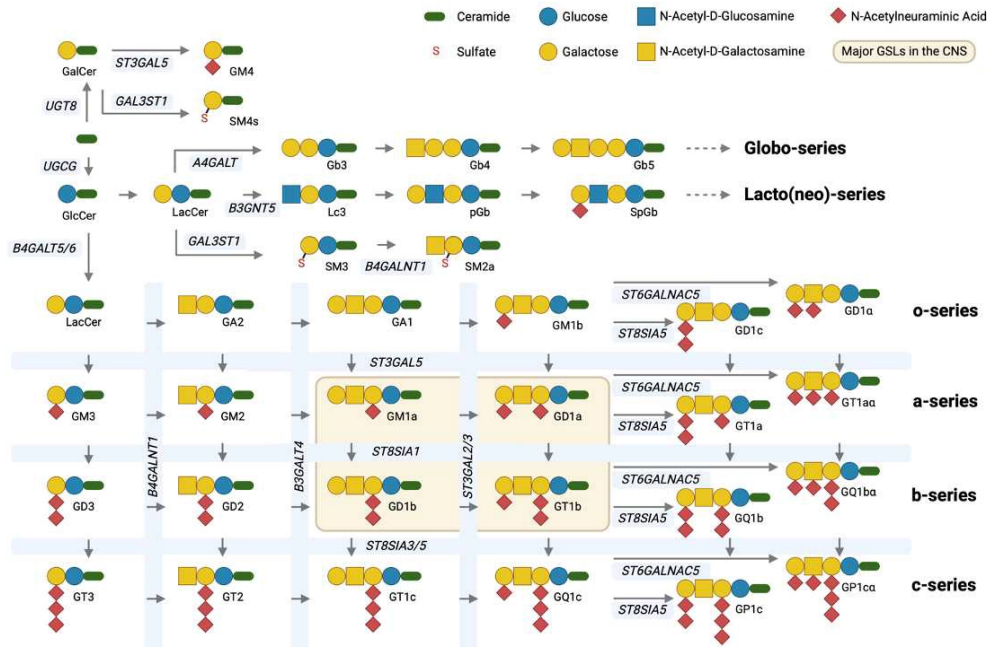 Ceramide
Glucose
N-Acetyl-D-Glucosamine
N-Acetylneuraminic Acid
S
Sulfate
Galactose
N-Acetyl-D-Galactosamine
Major GSLs in the CNS
GalCer
ST3GAL5
GM4
UGT8
GAL3ST1
S
SM4s
UGCG
A4GALT
Gb3
Gb4
Gb5
Globo-series
GlcCer
LacCer
B3GNT5
Lc3
pGb
SpGb
Lacto(neo)-series
B4GALT5/6
GAL3ST1
S
SM3
B4GALNT1
S
SM2a
LacCer
GA2
GA1
GM1b
ST6GALNAC5
ST8SIA5
GD1c
GD1α
o-series
ST3GAL5
GM3
GM2
GM1a
GD1a
ST6GALNAC5
ST8SIA5
GT1a
GT1aα
a-series
B4GALNT1
B3GALT4
ST8SIA1
ST3GAL2/3
GD3
GD2
GD1b
GT1b
ST6GALNAC5
ST8SIA5
GQ1b
GQ1bα
b-series
ST8SIA3/5
GT3
GT2
GT1c
GQ1c
ST6GALNAC5
ST8SIA5
GP1c
GP1cα
c-series